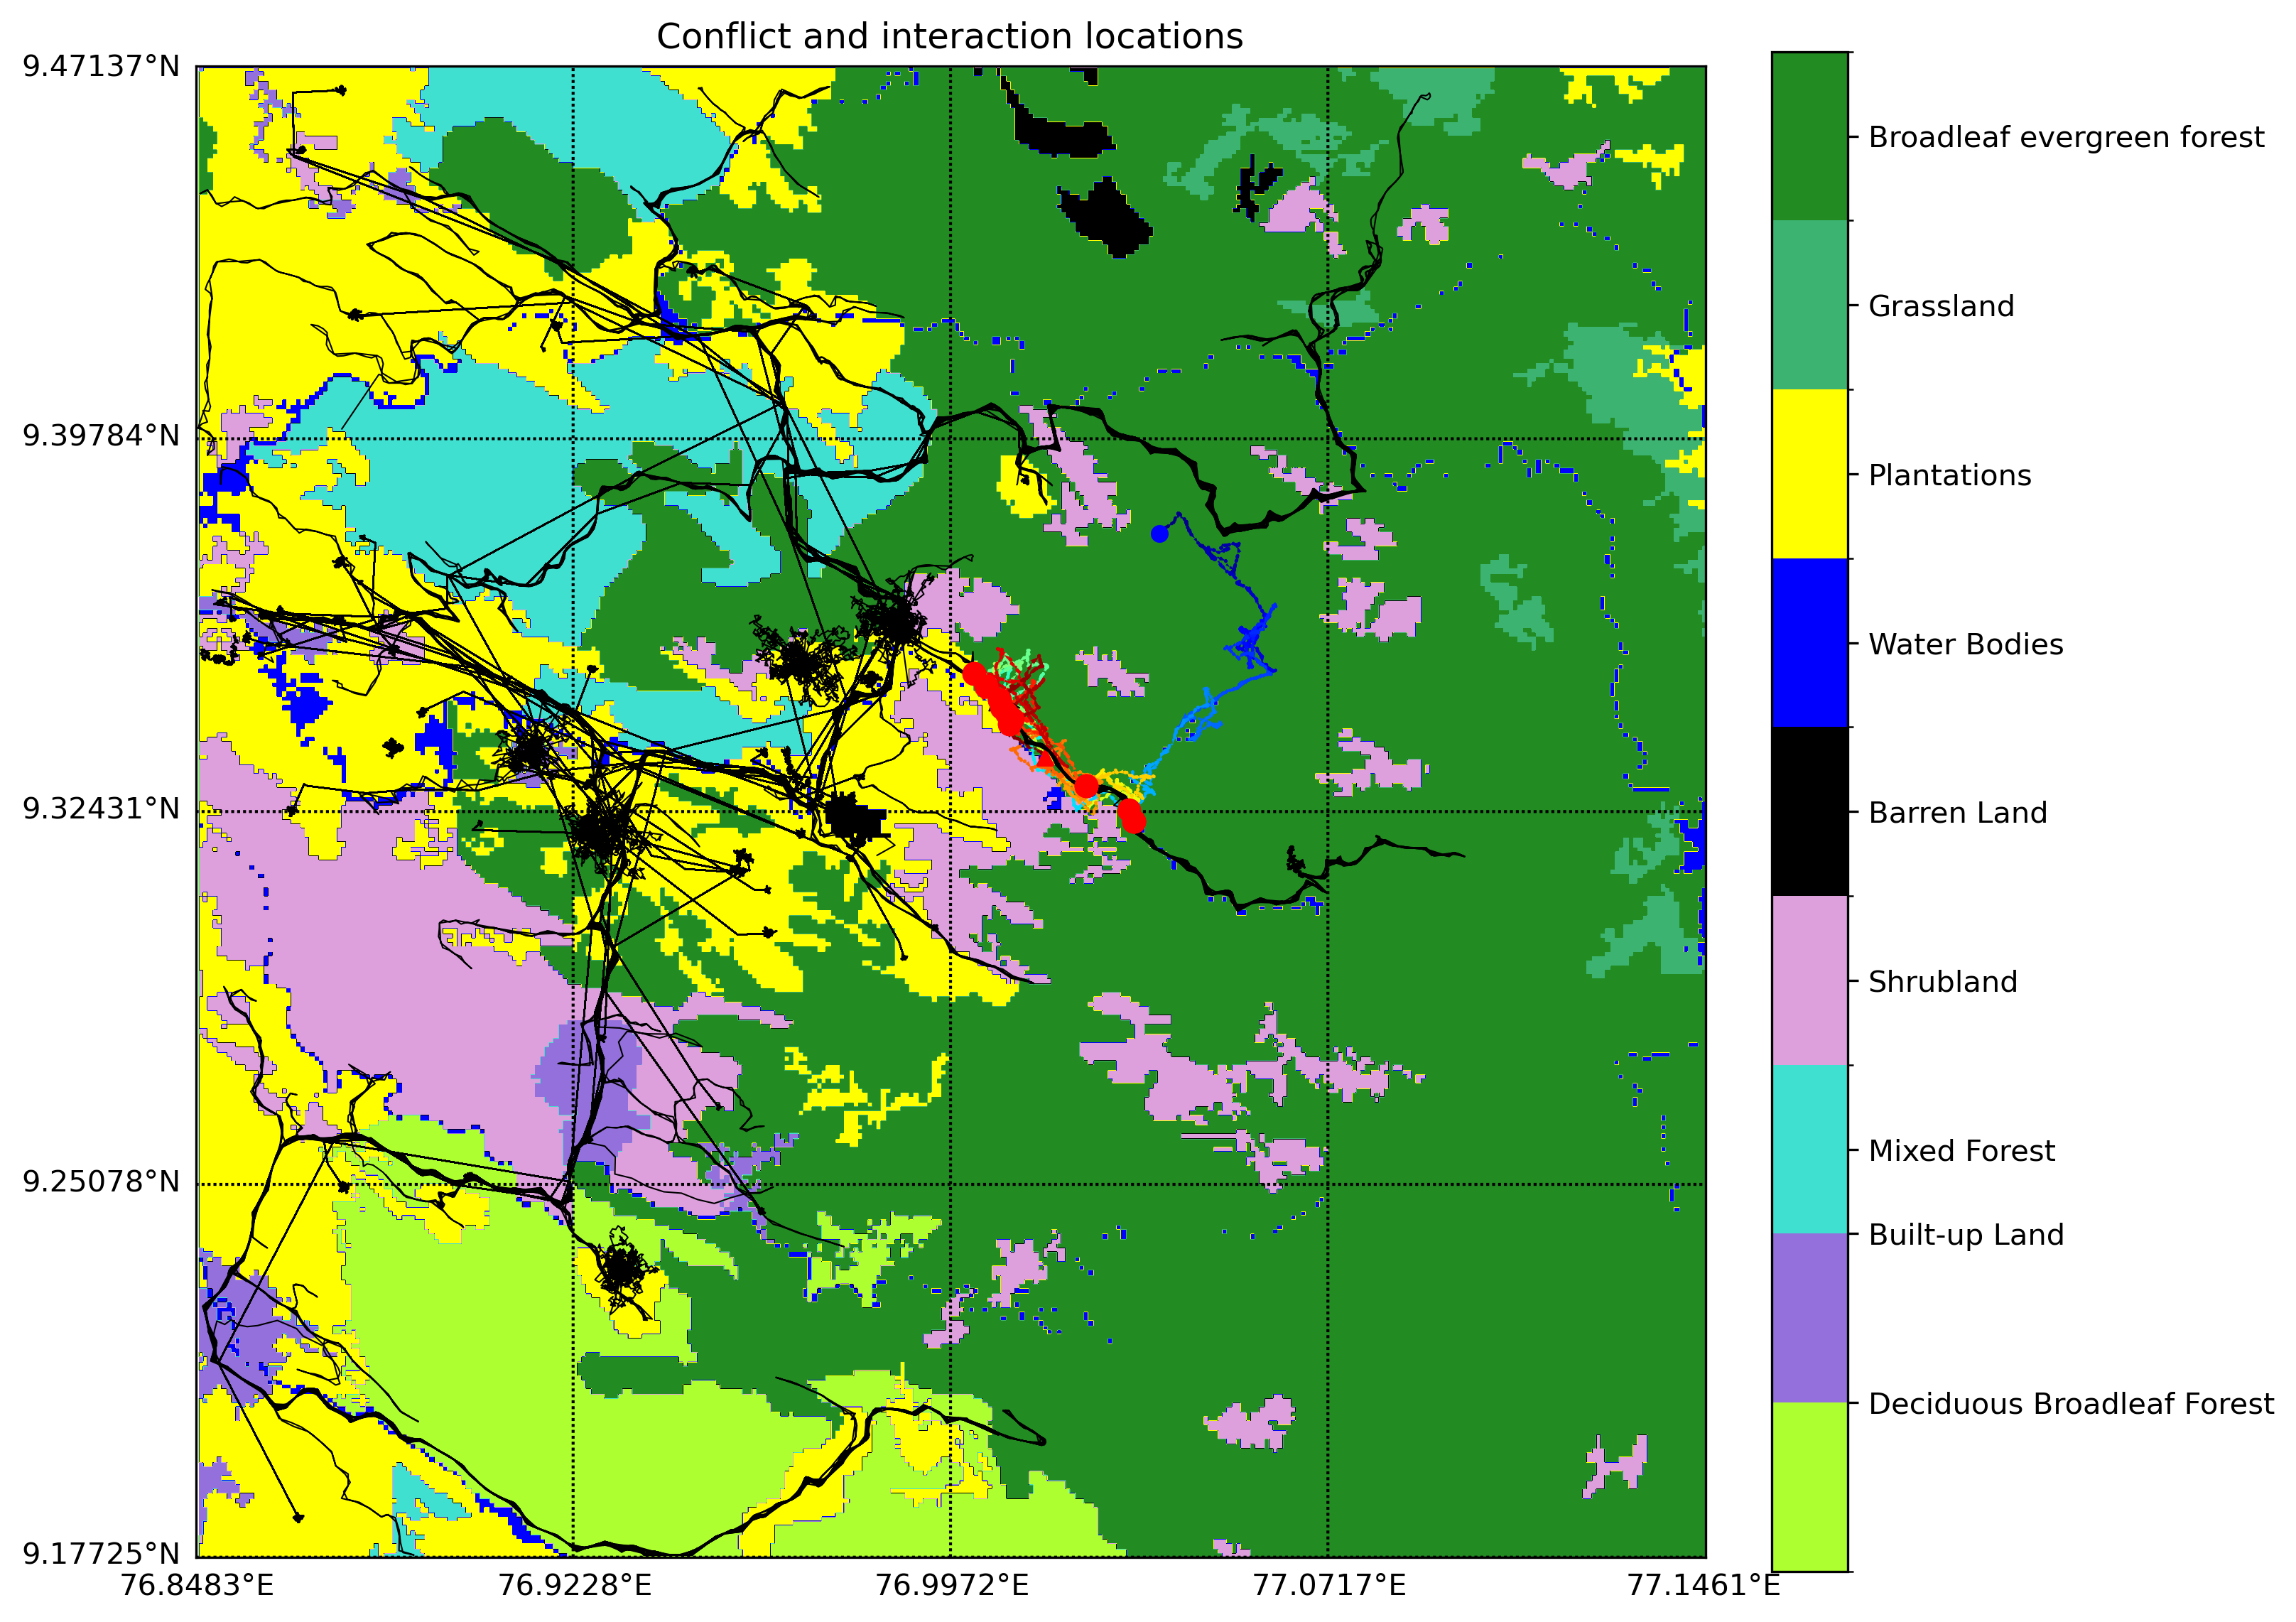 Conflict and interaction locations
9.47137°N
9.39784°N
9.32431°N
9.25078°N
9.17725°N
76.8483°E
76.9228°E
76.9972°E
77.0717°E
77.1461°E
Broadleaf evergreen forest
Grassland
Plantations
Water Bodies
Barren Land
Shrubland
Mixed Forest
Built-up Land
Deciduous Broadleaf Forest